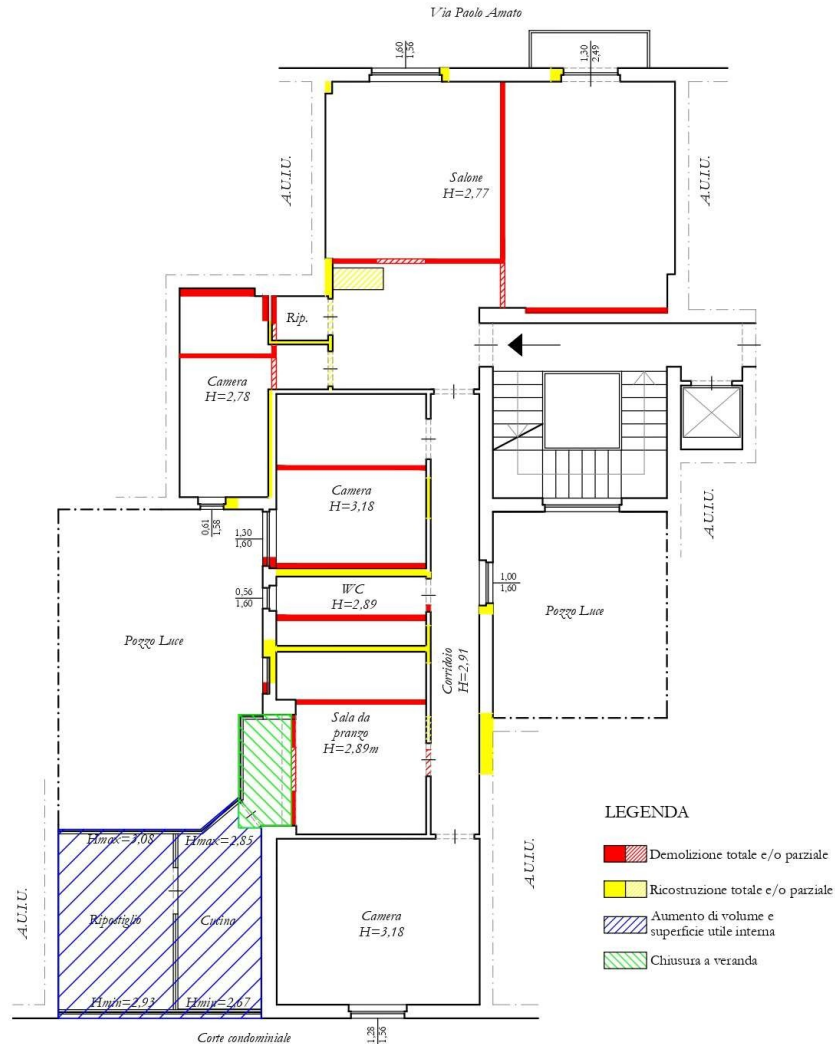 Via Paolo Amato
1,60
1,56
1,30
2,49
A.U.I.U.
A.U.I.U.
Salone
H=2,77
Rip.
Camera
H=2,78
Camera
H=3,18
A.U.I.U.
0,61
1,58
1,30
1,60
0,56
1,60
WC
H=2,89
1,00
1,60
Pozzo Luce
Pozzo Luce
Corridoio
H=2,91
Sala da
pranzo
H=2,89m
LEGENDA
Demolizione totale e/o parziale
Ricostruzione totale e/o parziale
Aumento di volume e
superficie utile interna
Chiusura a veranda
Hmax=3,08
Hmax=2,85
A.U.I.U.
A.U.I.U.
Ripostiglio
Cucina
Camera
H=3,18
Hmin=2,93
Hmin=2,67
Corte condominiale
1,28
1,56